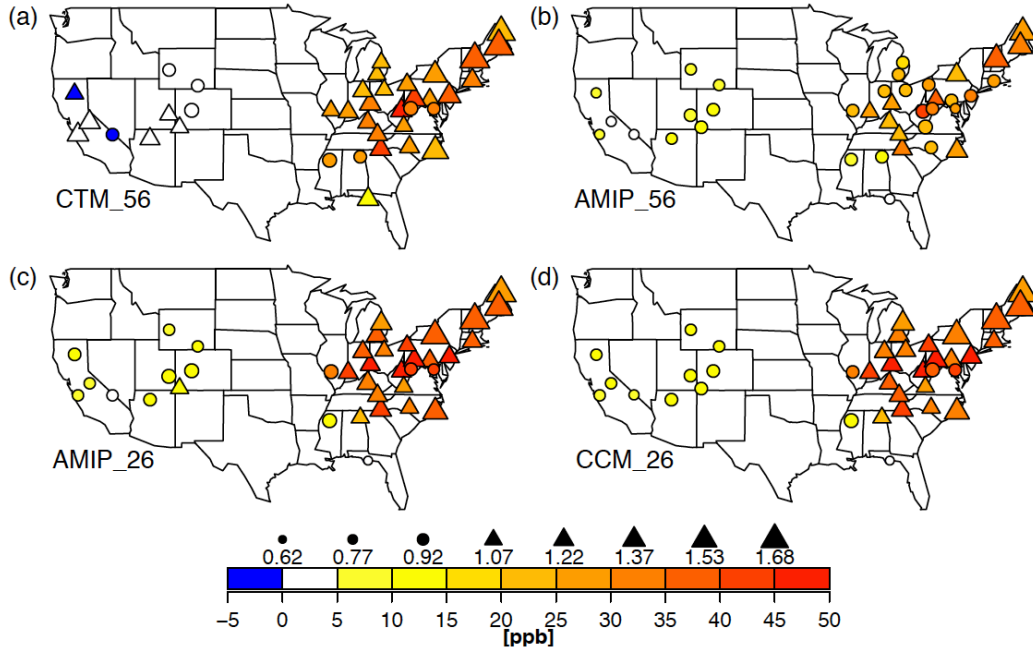 (a)
(b)
CTM_56
AMIP_56
(c)
(d)
AMIP_26
CCM_26
0.62 0.77 0.92 1.07 1.22 1.37 1.53 1.68
−5 0 5 10 15 20 25 30 35 40 45 50
[ppb]